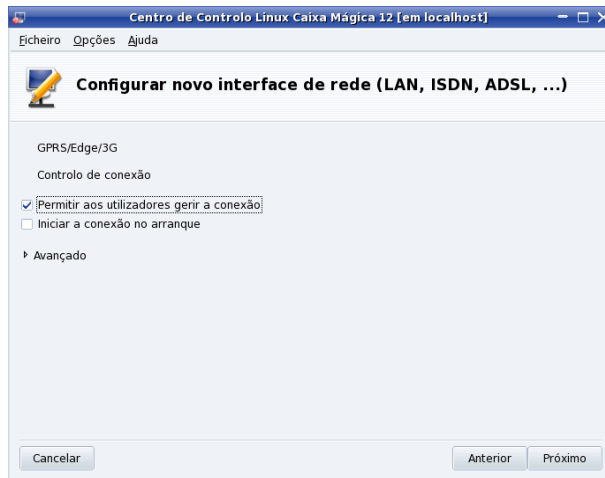 Centro de Controlo Linux Caixa Mágica 12 [em localhost]
Ficheiro Opções Ajuda
Configurar novo interface de rede (LAN, ISDN, ADSL, ...)
GPRS/Edge/3G
Controlo de conexão
Permitir aos utilizadores gerir a conexão
Iniciar a conexão no arranque
Avançado
Cancelar Anterior Próximo